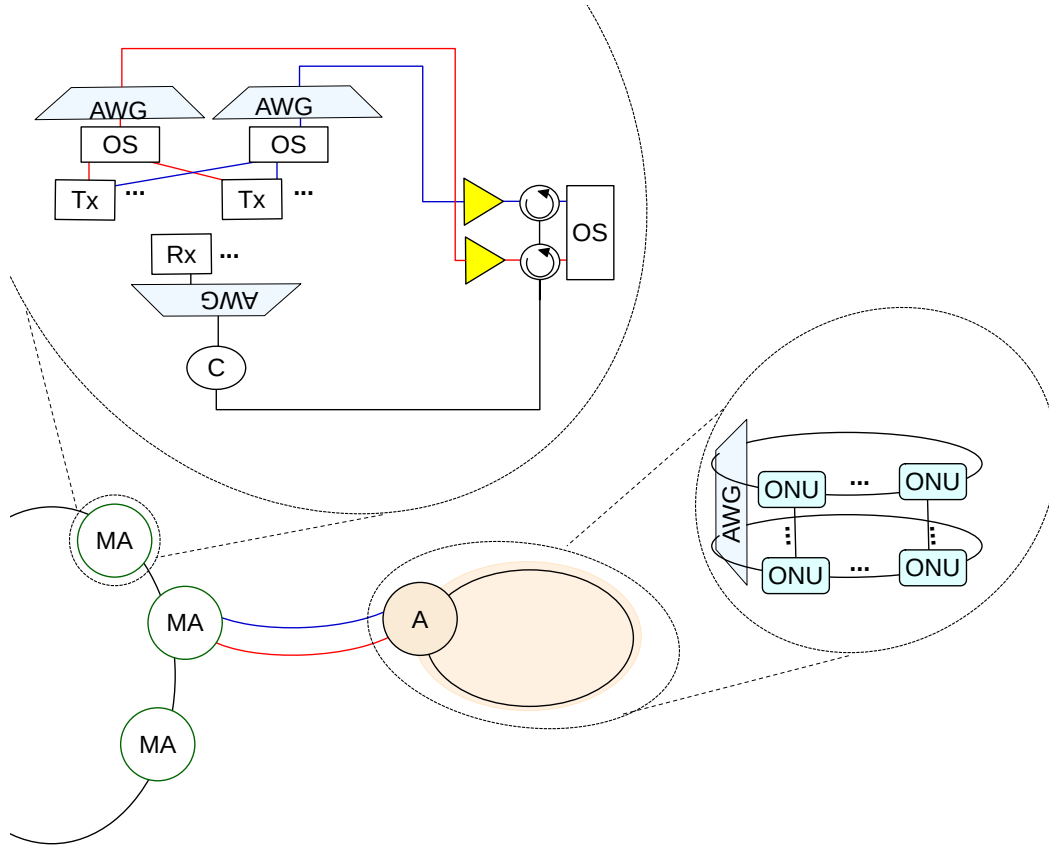 AWG AWG
OS OS
Tx ... Tx ...
OS
Rx ...
AWG
C
AWG
ONU ... ONU
... ...
ONU ... ONU
MA
MA
A
MA